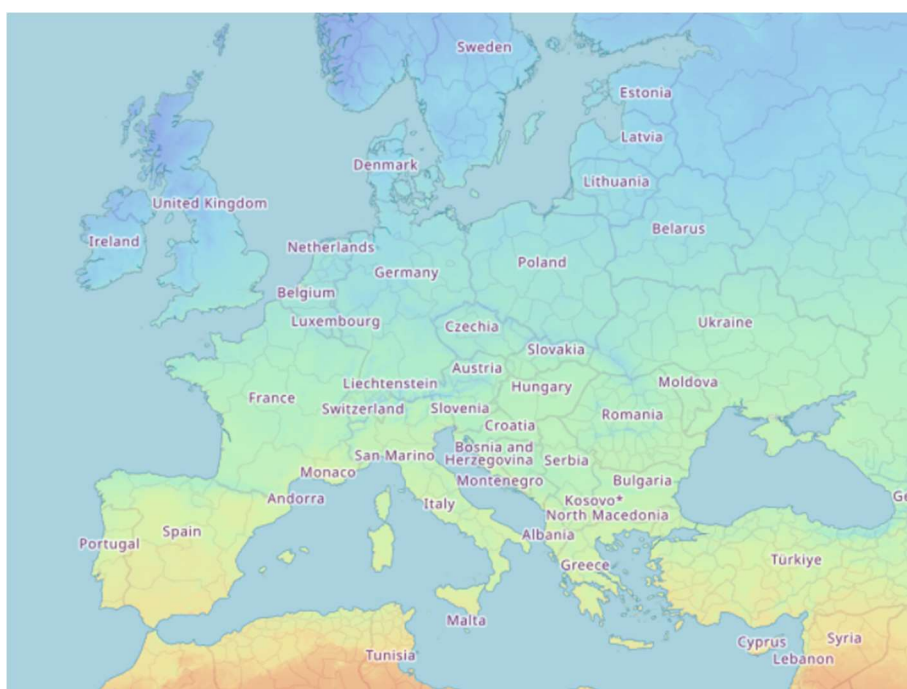 Sweden
Estonia
Latvia
Denmark
Lithuania
United Kingdom
Belarus
Ireland
Netherlands
Poland
Germany
Belgium
Luxembourg
Ukraine
Czechia
Slovakia
Austria
Liechtenstein
Hungary
Moldova
France
Switzerland
Slovenia
Romania
Croatia
San Marino
Bosnia and
Herzegovina
Serbia
Monaco
Montenegro
Bulgaria
Andorra
Kosovo*
Ge
Italy
North Macedonia
Spain
Albania
Portugal
Greece
Türkiye
Malta
Cyprus
Syria
Tunisia
Lebanon